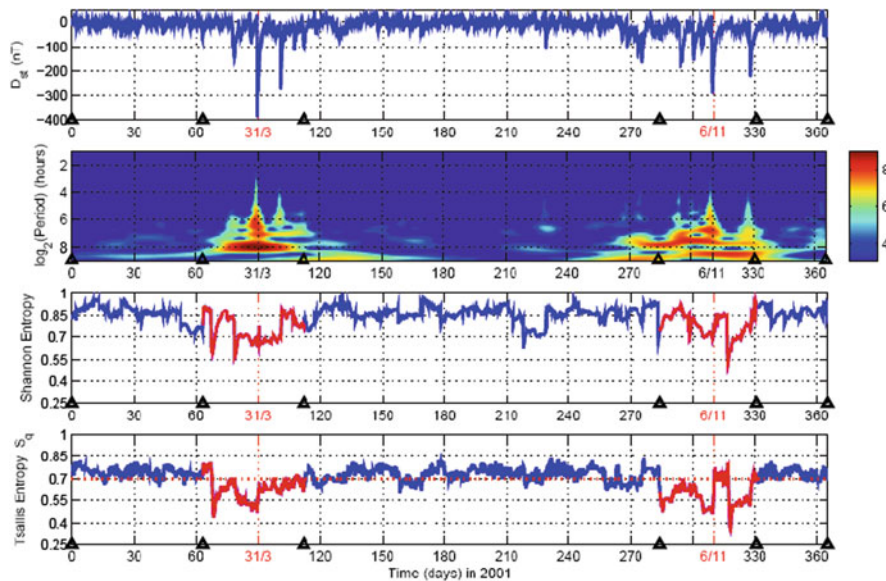 0
−100
−200
−300
−400
D_st (nT)
0 30 60 31/3 120 150 180 210 240 270 6/11 330 360
2
4
6
8
log_2(Period) (hours)
0 30 60 31/3 120 150 180 210 240 270 6/11 330 360
8
6
4
1
0.85
0.7
0.55
0.4
0.25
Shannon Entropy
0 30 60 31/3 120 150 180 210 240 270 6/11 330 360
1
0.85
0.7
0.55
0.4
0.25
Tsallis Entropy S_q
0 30 60 31/3 120 150 180 210 240 270 6/11 330 360
Time (days) in 2001